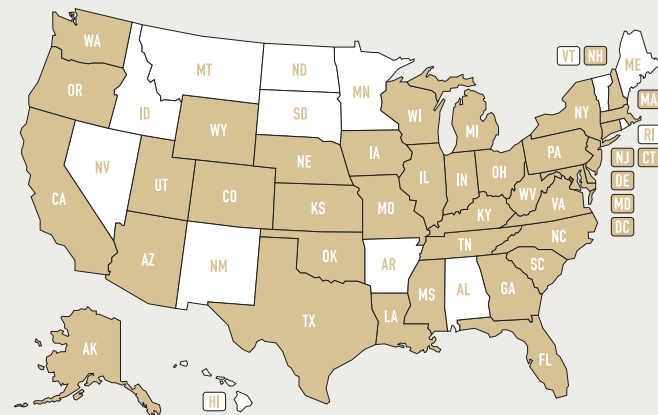 WA
MT
ND
MN
VT
NH
ME
OR
ID
SD
WI
MI
NY
MA
WY
RI
NV
UT
NE
IA
PA
NJ
CT
CA
CO
IL
IN
OH
DE
KS
MO
WV
VA
MD
KY
DC
AZ
NM
OK
AR
TN
NC
SC
TX
MS
AL
GA
LA
AK
FL
HI